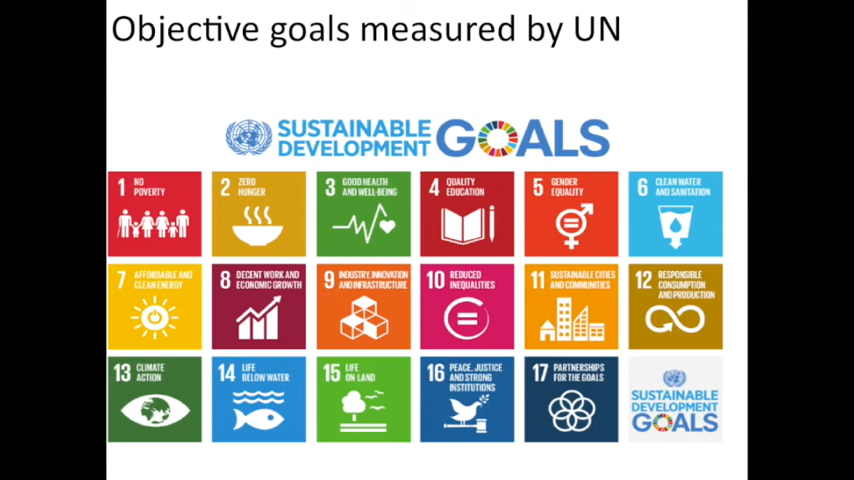 Objective goals measured by UN
SUSTAINABLE
DEVELOPMENT
GOALS
1 NO
POVERTY
2 ZERO
HUNGER
3 GOOD HEALTH
AND WELL-BEING
4 QUALITY
EDUCATION
5 GENDER
EQUALITY
6 CLEAN WATER
AND SANITATION
7 AFFORDABLE AND
CLEAN ENERGY
8 DECENT WORK AND
ECONOMIC GROWTH
9 INDUSTRY, INNOVATION
AND INFRASTRUCTURE
10 REDUCED
INEQUALITIES
11 SUSTAINABLE CITIES
AND COMMUNITIES
12 RESPONSIBLE
CONSUMPTION
AND PRODUCTION
13 CLIMATE
ACTION
14 LIFE
BELOW WATER
15 LIFE
ON LAND
16 PEACE, JUSTICE
AND STRONG
INSTITUTIONS
17 PARTNERSHIPS
FOR THE GOALS
SUSTAINABLE
DEVELOPMENT
GOALS